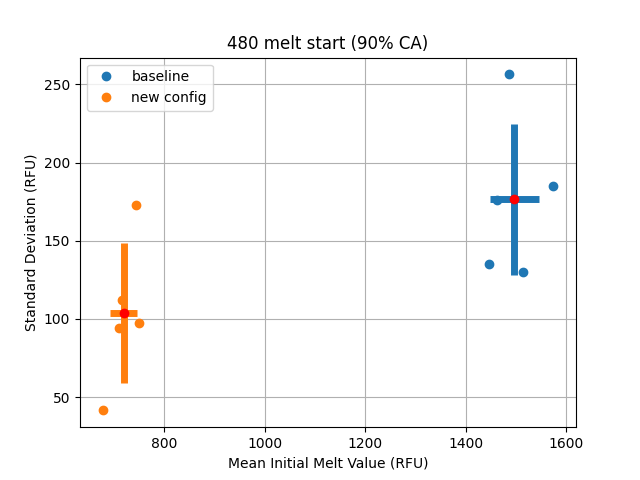 480 melt start (90% CA)
baseline
new config
Standard Deviation (RFU)
250
200
150
100
50
800
1000
1200
1400
1600
Mean Initial Melt Value (RFU)